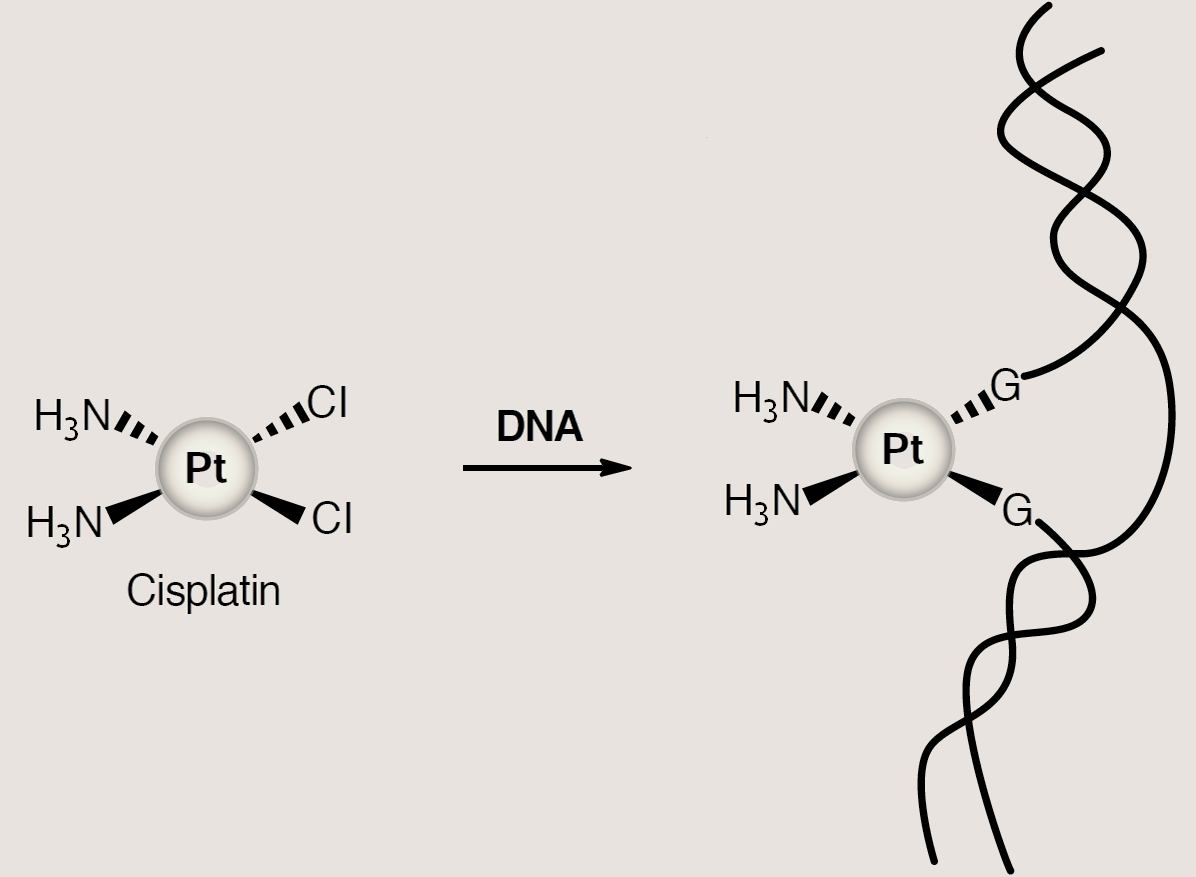 H₃N Cl
Pt
H₃N Cl
Cisplatin
DNA
H₃N G
Pt
H₃N G